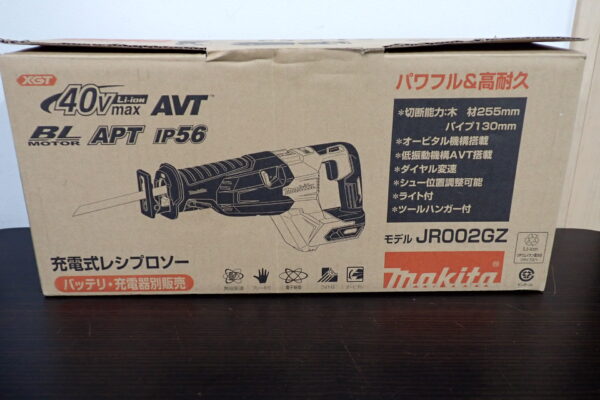 XGT
40Vmax Li-ion AVT
BL MOTOR APT IP56
makita
充電式レシプロソー
バッテリ・充電器別販売
パワフル&高耐久
*切断能力:木 材255mm
パイプ130mm
*オービタル機構搭載
*低振動機構AVT搭載
*ダイヤル変速
*シュー位置調整可能
*ライト付
*ツールハンガー付
モデル JR002GZ
makita®